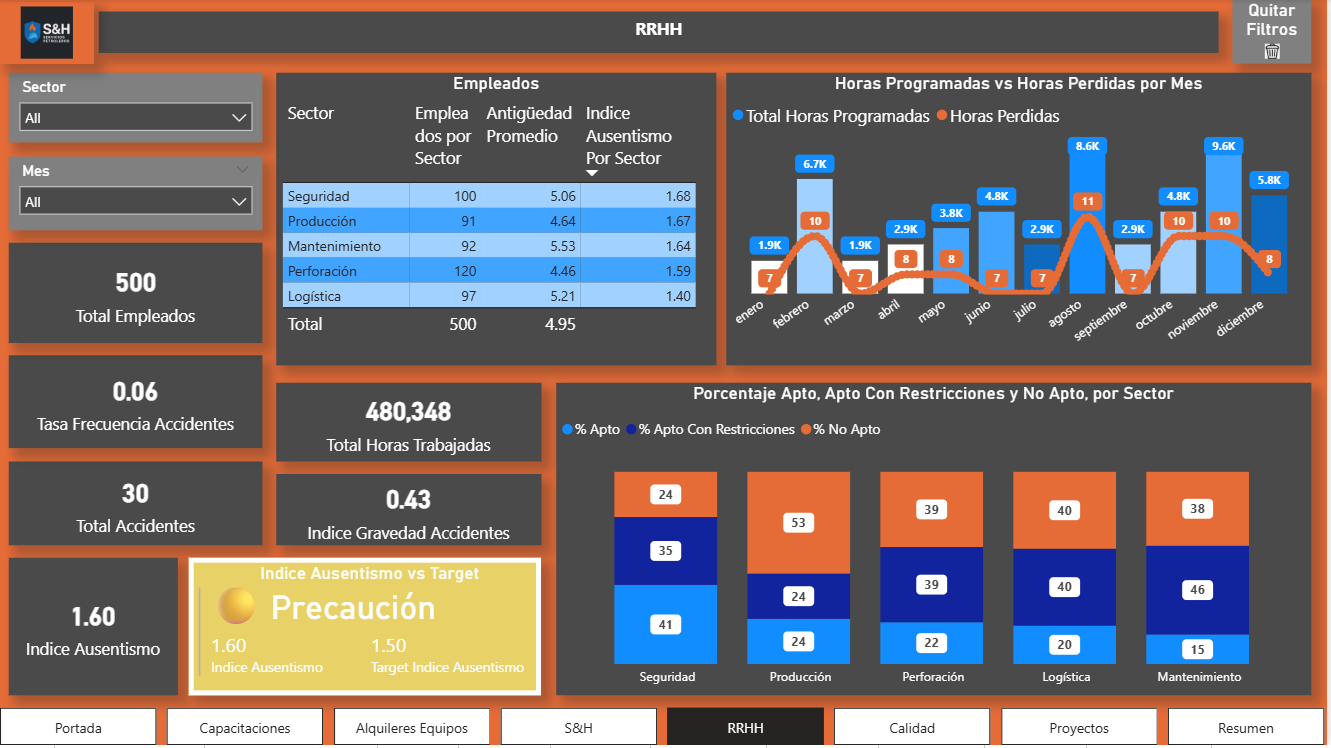 S&H
SERVICIOS
PETROLEROS
RRHH
Quitar
Filtros
Sector
All
Mes
All
500
Total Empleados
0.06
Tasa Frecuencia Accidentes
30
Total Accidentes
1.60
Indice Ausentismo
Empleados
Sector Emplea Antigüedad Indice
dos por Promedio Ausentismo
Sector Por Sector
Seguridad 100 5.06 1.68
Producción 91 4.64 1.67
Mantenimiento 92 5.53 1.64
Perforación 120 4.46 1.59
Logística 97 5.21 1.40
Total 500 4.95
480,348
Total Horas Trabajadas
0.43
Indice Gravedad Accidentes
Indice Ausentismo vs Target
Precaución
1.60 1.50
Indice Ausentismo Target Indice Ausentismo
Horas Programadas vs Horas Perdidas por Mes
Total Horas Programadas Horas Perdidas
1.9K 6.7K 1.9K 2.9K 3.8K 4.8K 2.9K 8.6K 2.9K 4.8K 9.6K 5.8K
7 10 7 8 8 7 7 11 7 10 10 8
enero febrero marzo abril mayo junio julio agosto septiembre octubre noviembre diciembre
Porcentaje Apto, Apto Con Restricciones y No Apto, por Sector
% Apto % Apto Con Restricciones % No Apto
24 53 39 40 38
35 24 39 40 46
41 24 22 20 15
Seguridad Producción Perforación Logística Mantenimiento
Portada Capacitaciones Alquileres Equipos S&H RRHH Calidad Proyectos Resumen